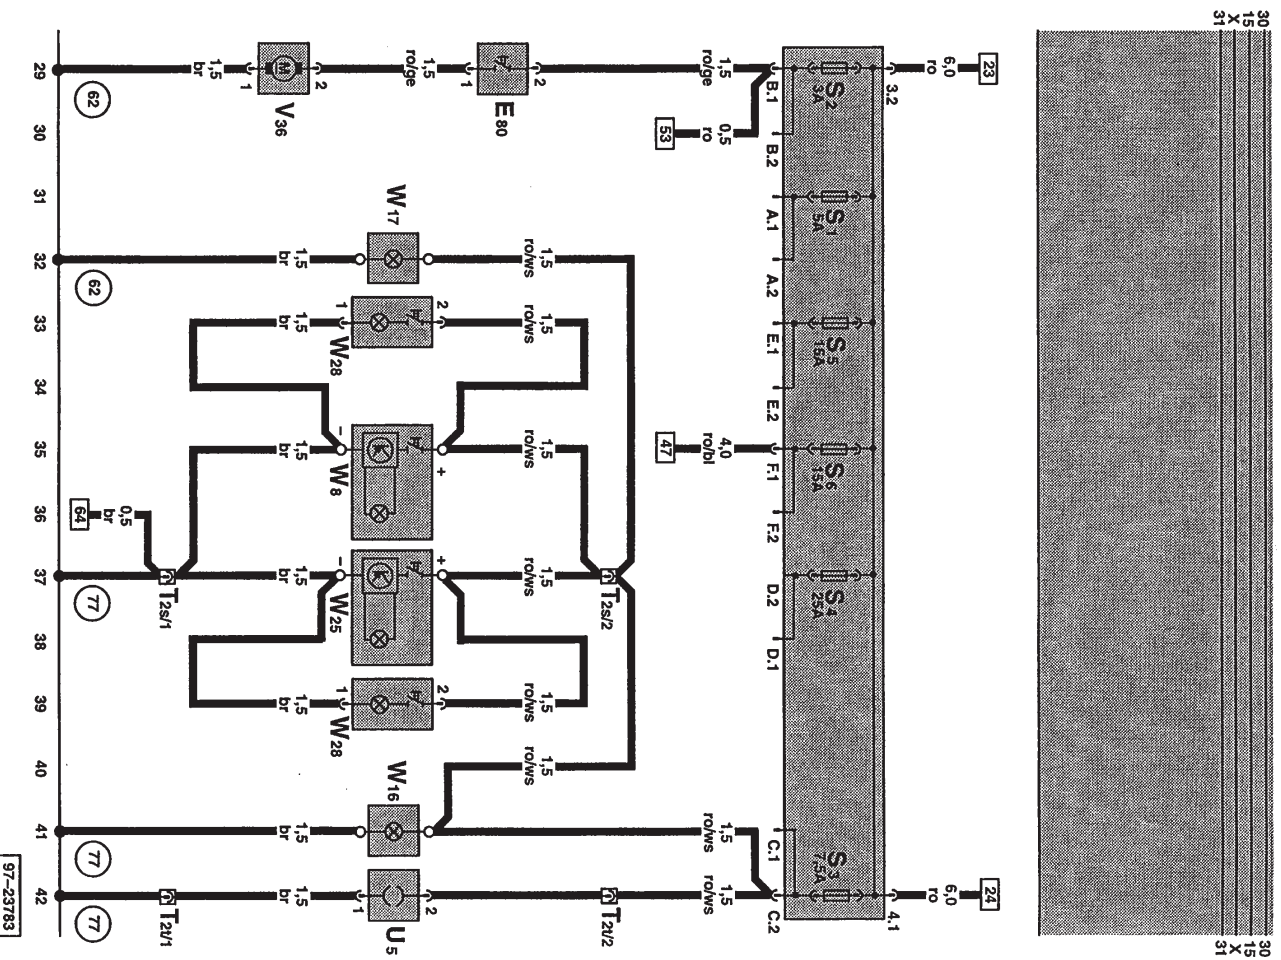 30 30
15 15
X X
31 31
23 24
6,0 6,0
ro ro
3.2 4.1
S2 S1 S5 S6 S4 S3
3A 5A 16A 15A 25A 7,5A
B.1 B.2 A.1 A.2 E.1 E.2 F.1 F.2 D.2 D.1 C.1 C.2
1,5 0,5 4,0 1,5 1,5
ro/ge ro ro/bl ro/ws ro/ws
53 47
T2s/2 T2t/2
2 1,5 1,5 1,5 1,5 1,5 1,5
ro/ws ro/ws ro/ws ro/ws ro/ws ro/ws
E80
1
1,5
ro/ge
2 + + 2 2
W17 W16 U5
1 - - 1 1
W28 W8 W25 W28
2
V36
1
1,5 1,5 1,5 1,5 1,5 1,5 1,5 1,5
br br br br br br br br
T2s/1 T2t/1
0,5
br
64
62 62 77 77 77
29 30 31 32 33 34 35 36 37 38 39 40 41 42
97-23783